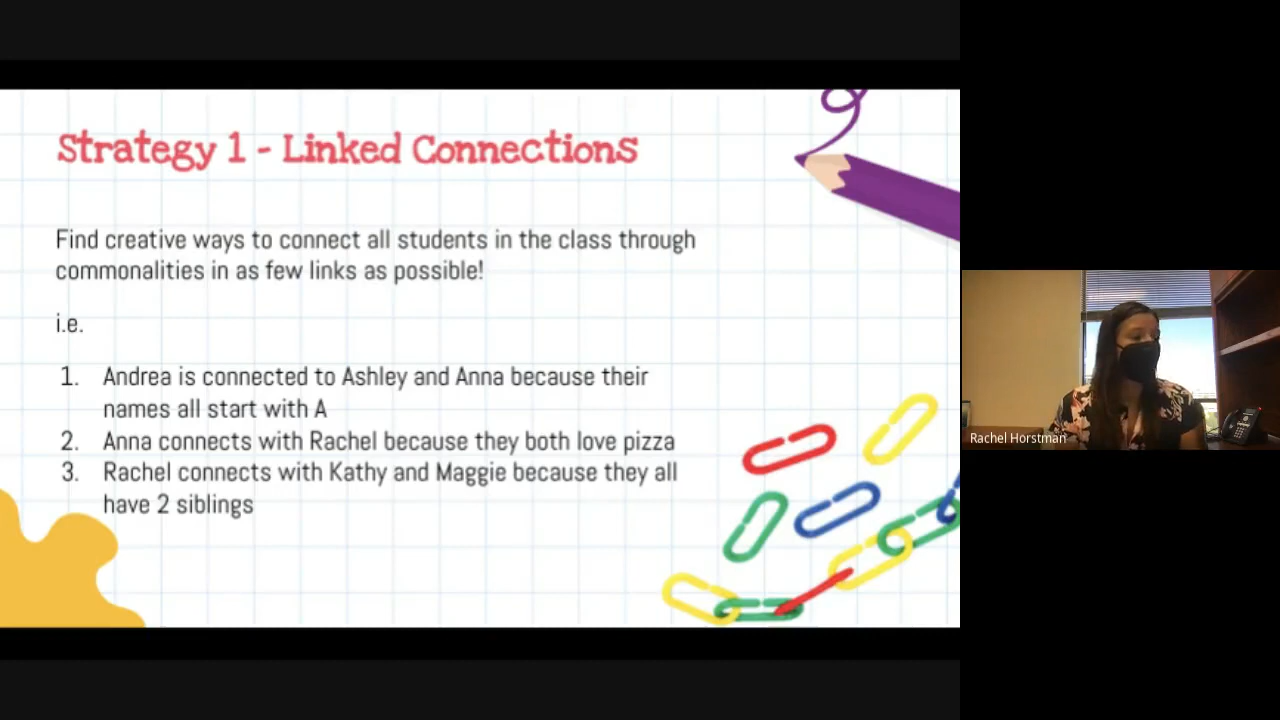 Strategy 1 - Linked Connections
Find creative ways to connect all students in the class through
commonalities in as few links as possible!
i.e.
1. Andrea is connected to Ashley and Anna because their
names all start with A
2. Anna connects with Rachel because they both love pizza
3. Rachel connects with Kathy and Maggie because they all
have 2 siblings
Rachel Horstman